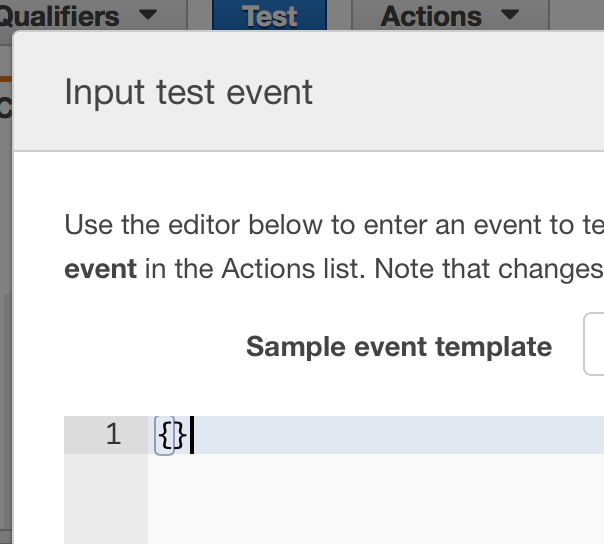 Qualifiers Test Actions
C
Input test event
Use the editor below to enter an event to te
event in the Actions list. Note that changes
Sample event template
1 {}